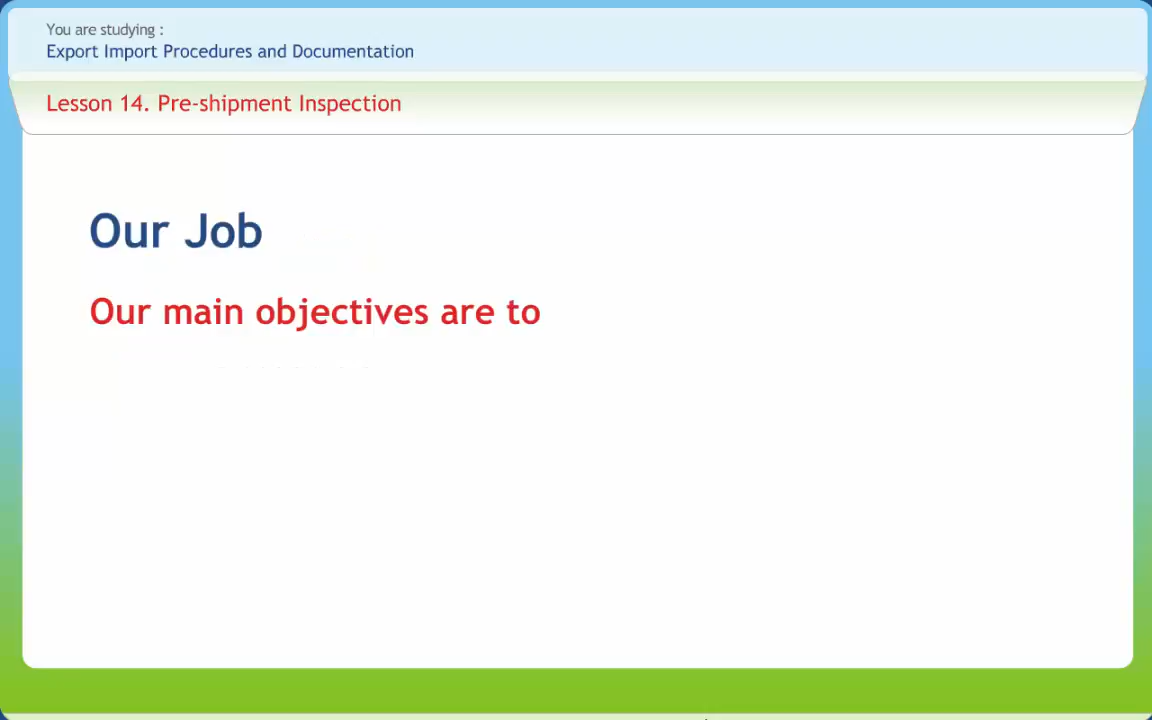 You are studying :
Export Import Procedures and Documentation
Lesson 14. Pre-shipment Inspection
Our Job
Our main objectives are to